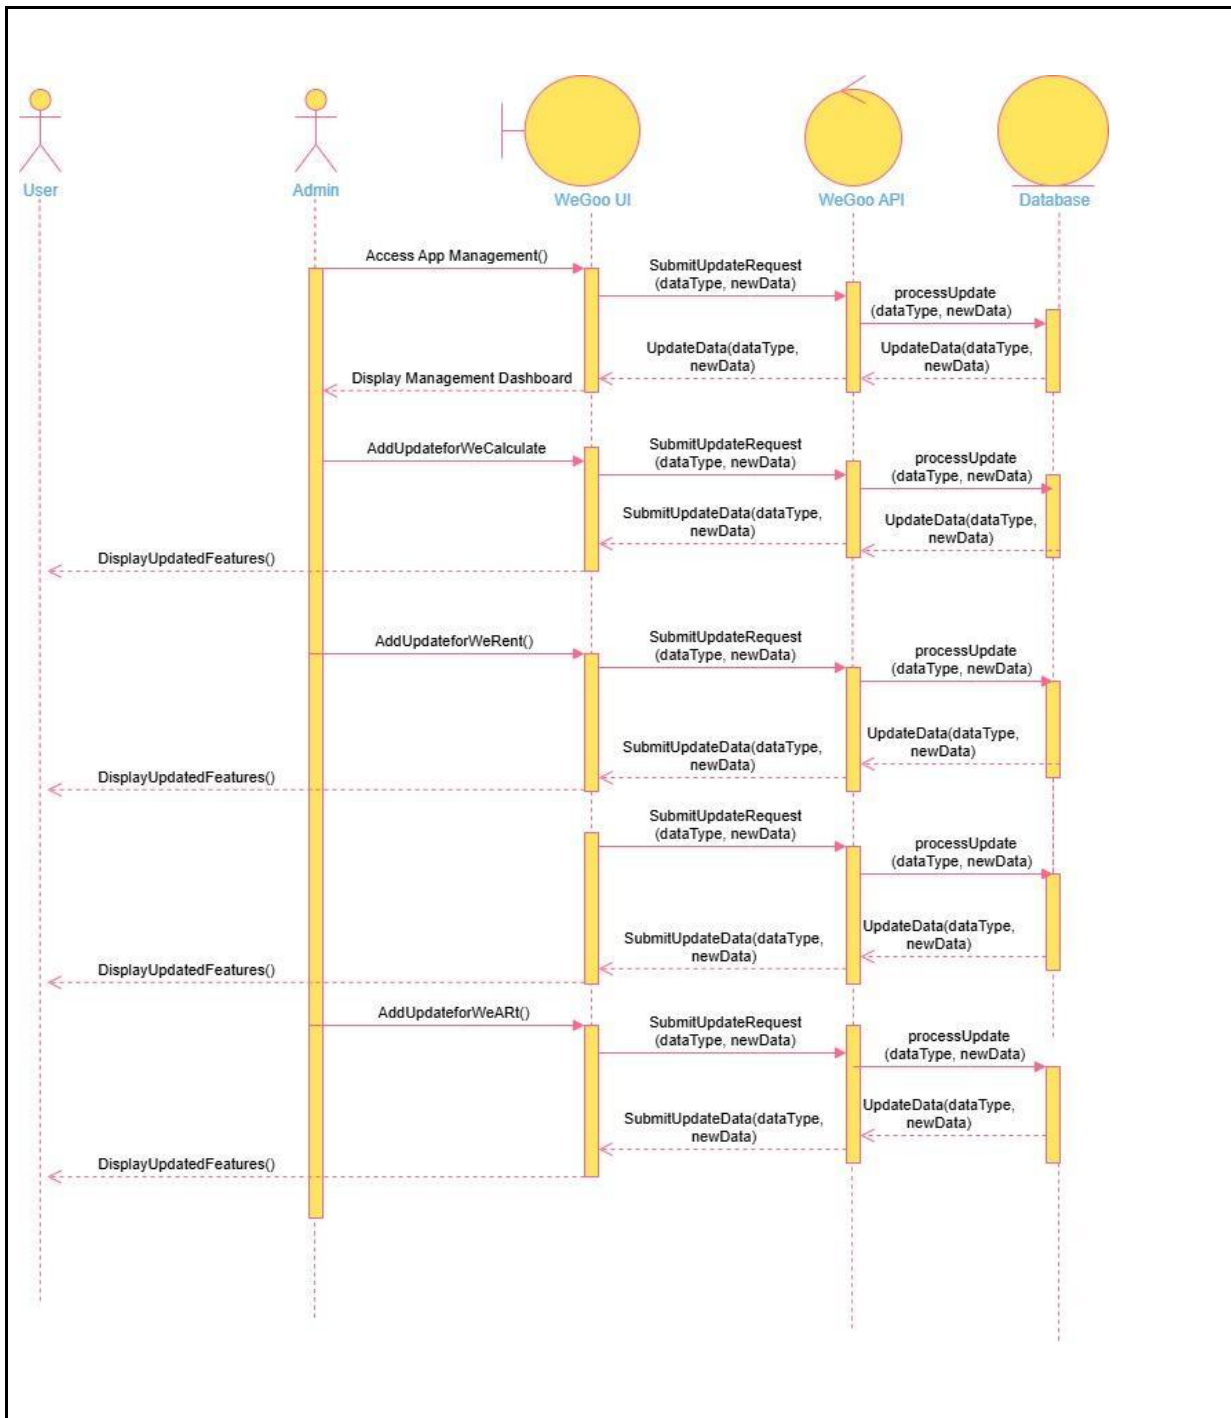 User
Admin
WeGoo UI
WeGoo API
Database
Access App Management()
SubmitUpdateRequest
(dataType, newData)
processUpdate
(dataType, newData)
UpdateData(dataType,
newData)
UpdateData(dataType,
newData)
Display Management Dashboard
AddUpdateforWeCalculate
SubmitUpdateRequest
(dataType, newData)
processUpdate
(dataType, newData)
SubmitUpdateData(dataType,
newData)
UpdateData(dataType,
newData)
DisplayUpdatedFeatures()
AddUpdateforWeRent()
SubmitUpdateRequest
(dataType, newData)
processUpdate
(dataType, newData)
UpdateData(dataType,
newData)
SubmitUpdateData(dataType,
newData)
DisplayUpdatedFeatures()
SubmitUpdateRequest
(dataType, newData)
processUpdate
(dataType, newData)
UpdateData(dataType,
newData)
SubmitUpdateData(dataType,
newData)
DisplayUpdatedFeatures()
AddUpdateforWeARt()
SubmitUpdateRequest
(dataType, newData)
processUpdate
(dataType, newData)
UpdateData(dataType,
newData)
SubmitUpdateData(dataType,
newData)
DisplayUpdatedFeatures()